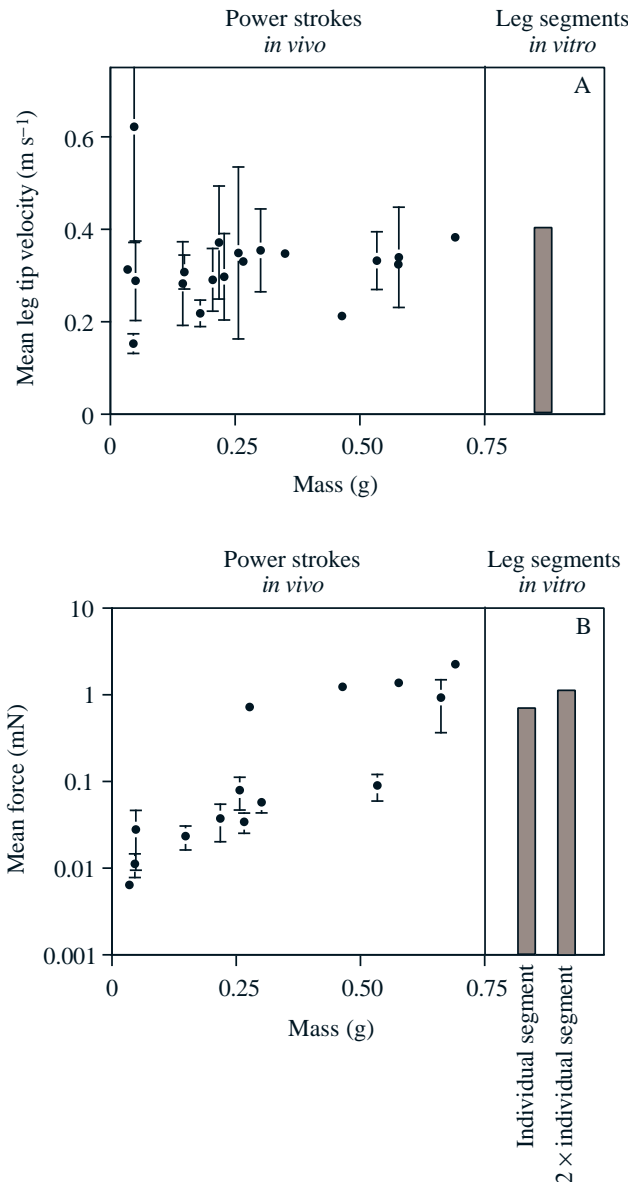 Power strokes
in vivo
Leg segments
in vitro
A
Mean leg tip velocity (m s⁻¹)
0.6
0.4
0.2
0
0
0.25
0.50
0.75
Mass (g)
Power strokes
in vivo
Leg segments
in vitro
B
Mean force (mN)
10
1
0.1
0.01
0.001
0
0.25
0.50
0.75
Mass (g)
Individual segment
2 × individual segment